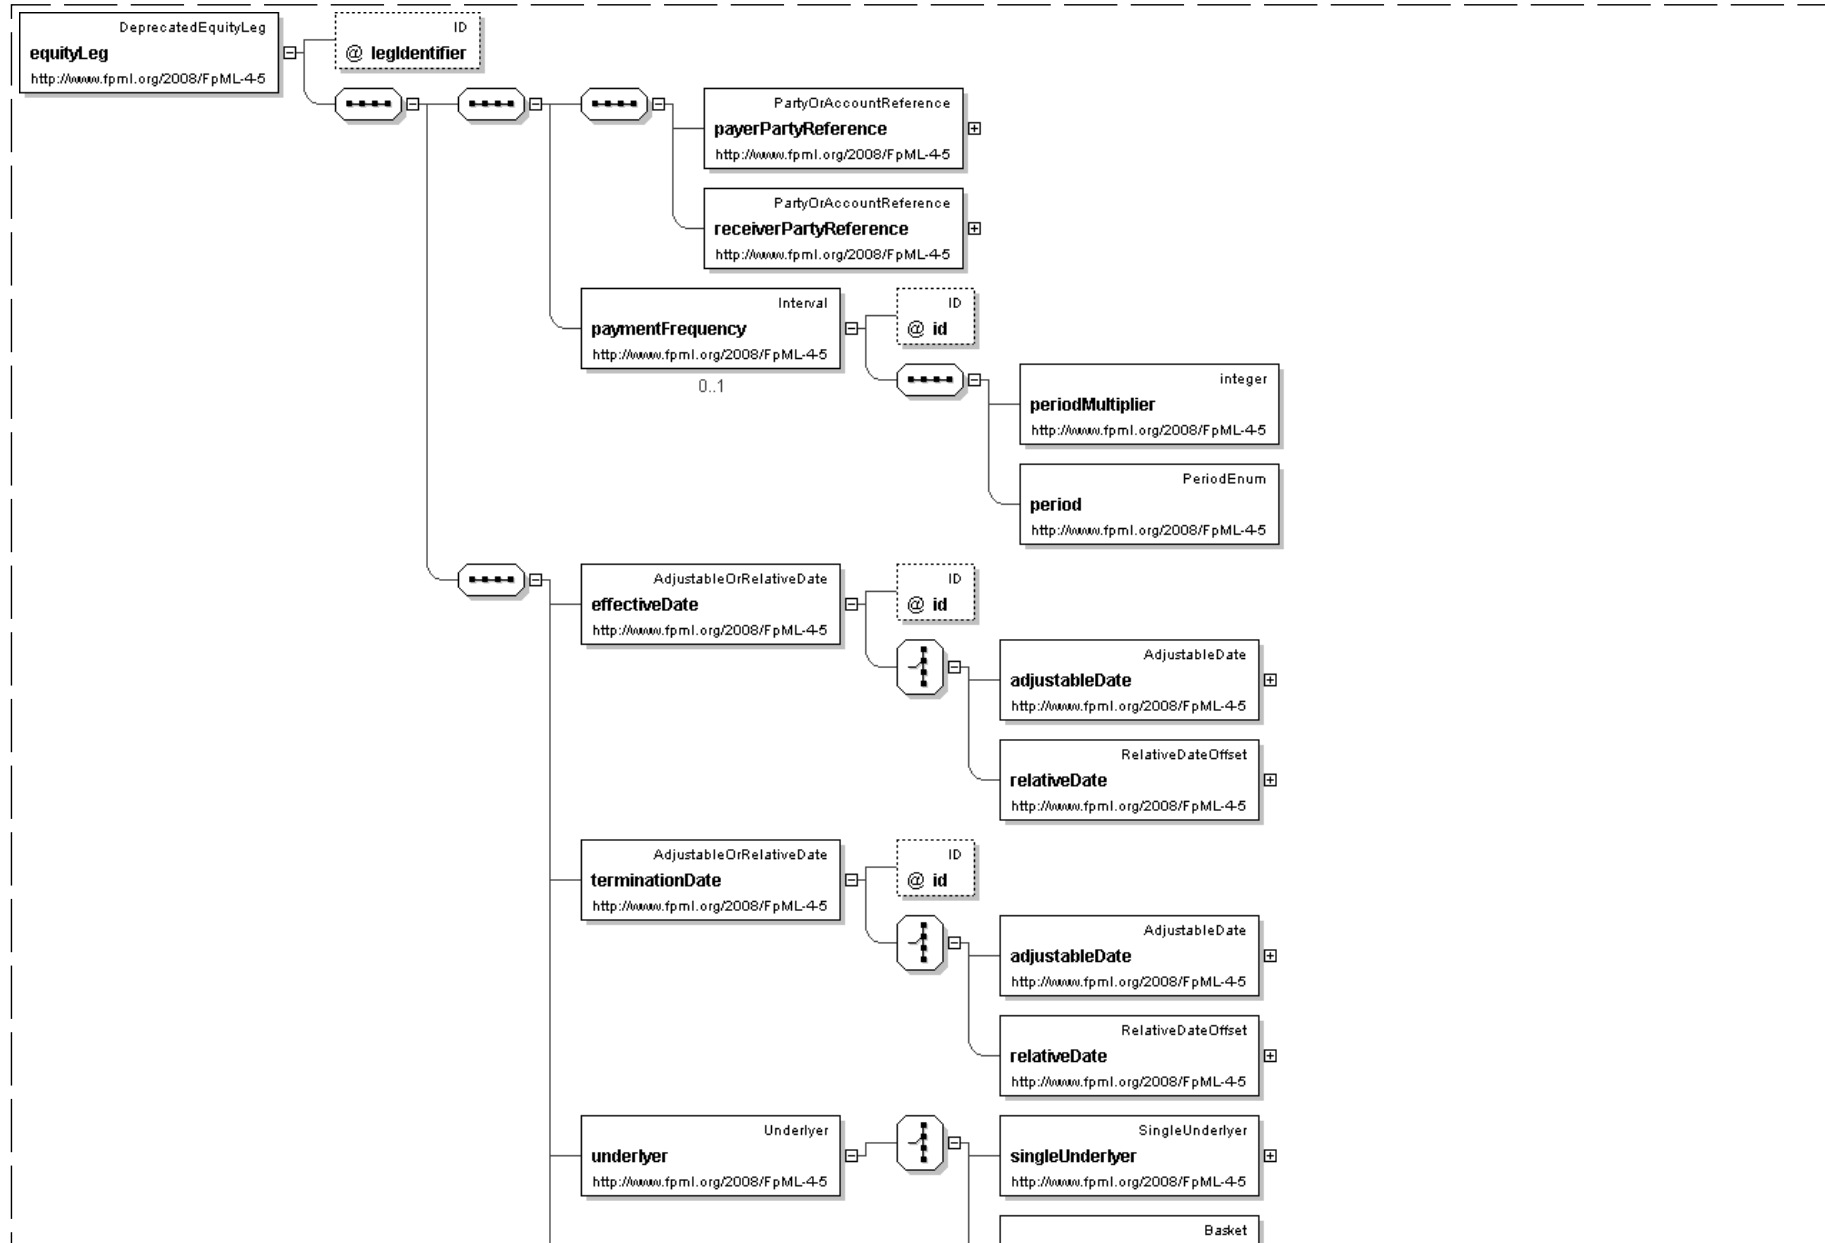 DeprecatedEquityLeg
equityLeg
http://www.fpml.org/2008/FpML-4-5
ID
@ legIdentifier
PartyOrAccountReference
payerPartyReference
http://www.fpml.org/2008/FpML-4-5
PartyOrAccountReference
receiverPartyReference
http://www.fpml.org/2008/FpML-4-5
Interval
paymentFrequency
http://www.fpml.org/2008/FpML-4-5
0..1
ID
@ id
integer
periodMultiplier
http://www.fpml.org/2008/FpML-4-5
PeriodEnum
period
http://www.fpml.org/2008/FpML-4-5
AdjustableOrRelativeDate
effectiveDate
http://www.fpml.org/2008/FpML-4-5
ID
@ id
AdjustableDate
adjustableDate
http://www.fpml.org/2008/FpML-4-5
RelativeDateOffset
relativeDate
http://www.fpml.org/2008/FpML-4-5
AdjustableOrRelativeDate
terminationDate
http://www.fpml.org/2008/FpML-4-5
ID
@ id
AdjustableDate
adjustableDate
http://www.fpml.org/2008/FpML-4-5
RelativeDateOffset
relativeDate
http://www.fpml.org/2008/FpML-4-5
Underlyer
underlyer
http://www.fpml.org/2008/FpML-4-5
SingleUnderlyer
singleUnderlyer
http://www.fpml.org/2008/FpML-4-5
Basket